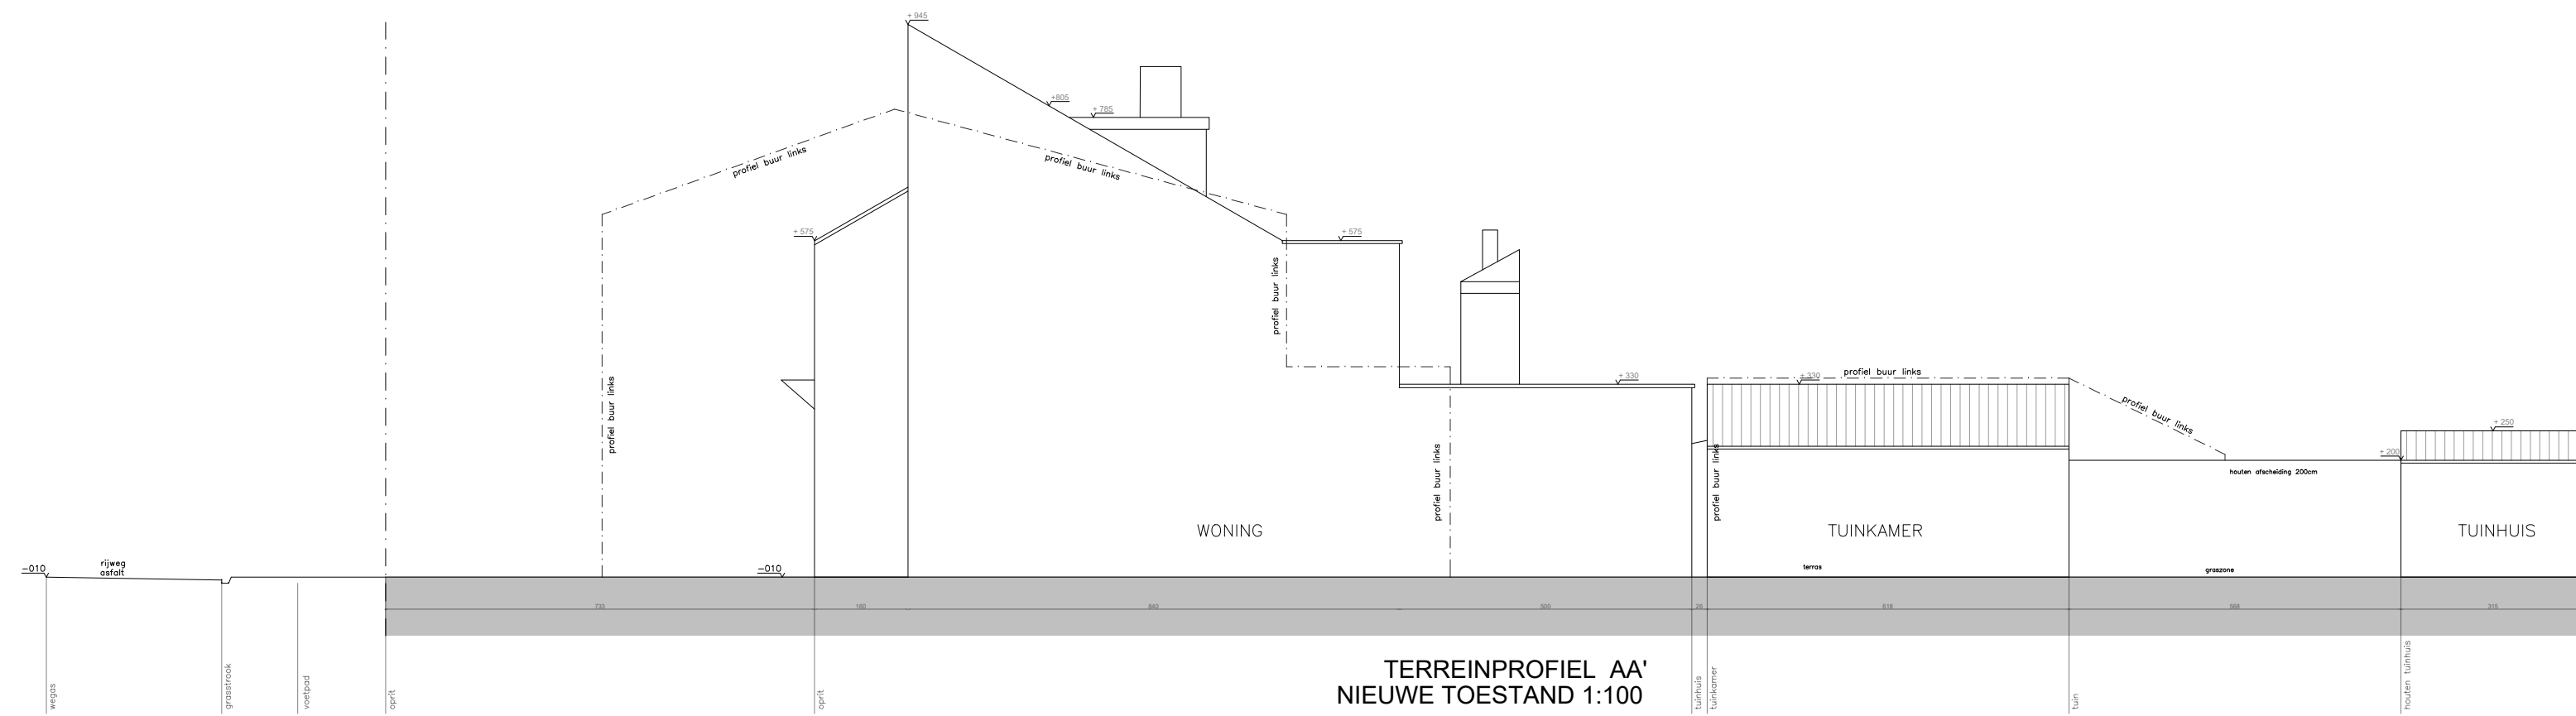 + 945
+805
+ 785
profiel buur links
profiel buur links
+ 575
+ 575
profiel buur links
profiel buur links
+ 330
+ 330
profiel buur links
profiel buur links
+ 250
+ 200
houten afscheiding 200cm
profiel buur links
profiel buur links
WONING
TUINKAMER
TUINHUIS
-010
rijweg
asfalt
-010
terras
graszone
733
160
840
500
26
618
568
315
wegas
grasstrook
voetpad
oprit
oprit
tuinhuis
tuinkamer
tuin
houten tuinhuis
TERREINPROFIEL AA'
NIEUWE TOESTAND 1:100